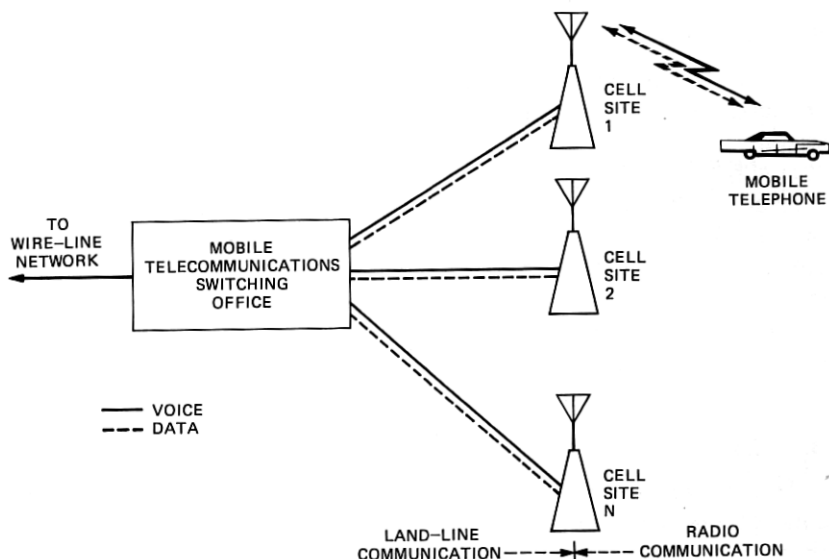 CELL
SITE
1
MOBILE
TELEPHONE
TO
WIRE–LINE
NETWORK
MOBILE
TELECOMMUNICATIONS
SWITCHING
OFFICE
CELL
SITE
2
VOICE
DATA
CELL
SITE
N
LAND–LINE
COMMUNICATION
RADIO
COMMUNICATION